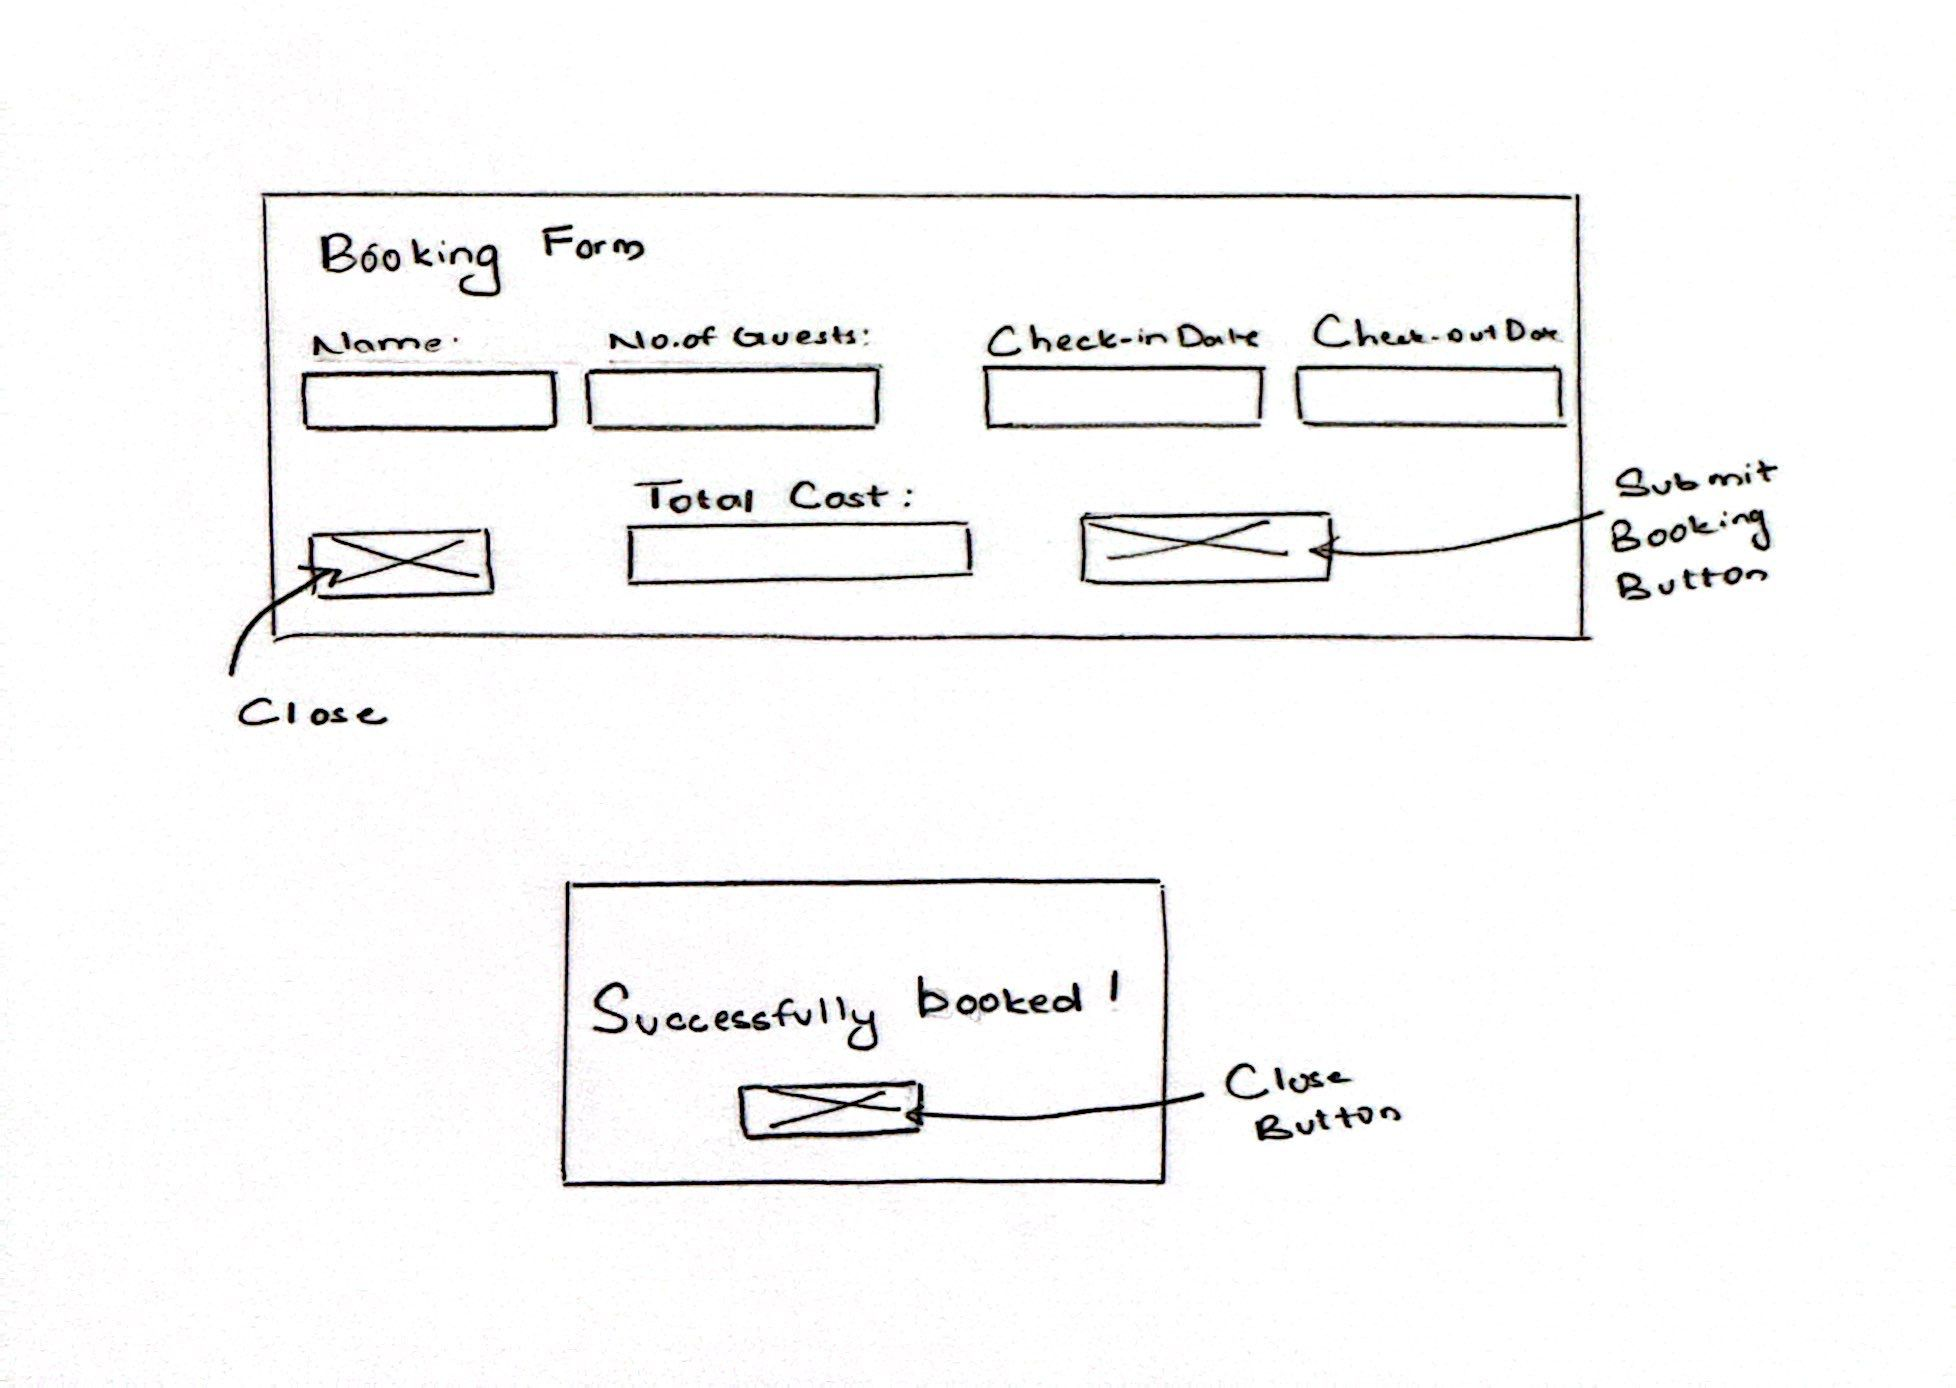 Booking Form
Name:
No. of Guests:
Check-in Date
Check-out Date
Total Cost:
Submit
Booking
Button
Close
Successfully booked!
Close
Button